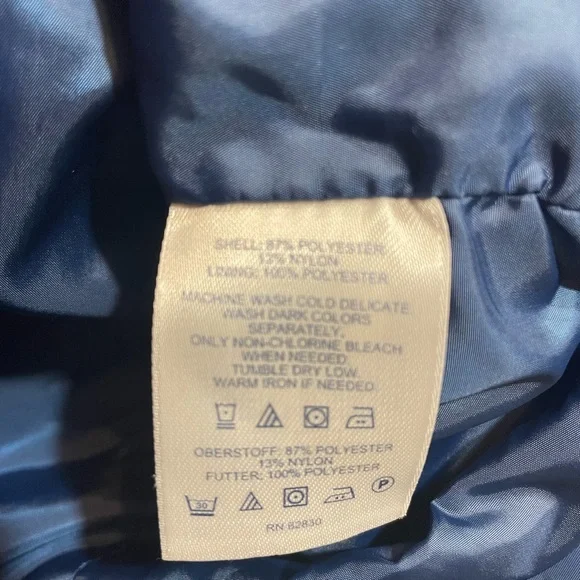 SHELL: 87% POLYESTER
13% NYLON
LINING: 100% POLYESTER
MACHINE WASH COLD DELICATE.
WASH DARK COLORS
SEPARATELY.
ONLY NON-CHLORINE BLEACH
WHEN NEEDED
TUMBLE DRY LOW.
WARM IRON IF NEEDED.
OBERSTOFF: 87% POLYESTER
13% NYLON
FUTTER: 100% POLYESTER
30
P
RN 82830